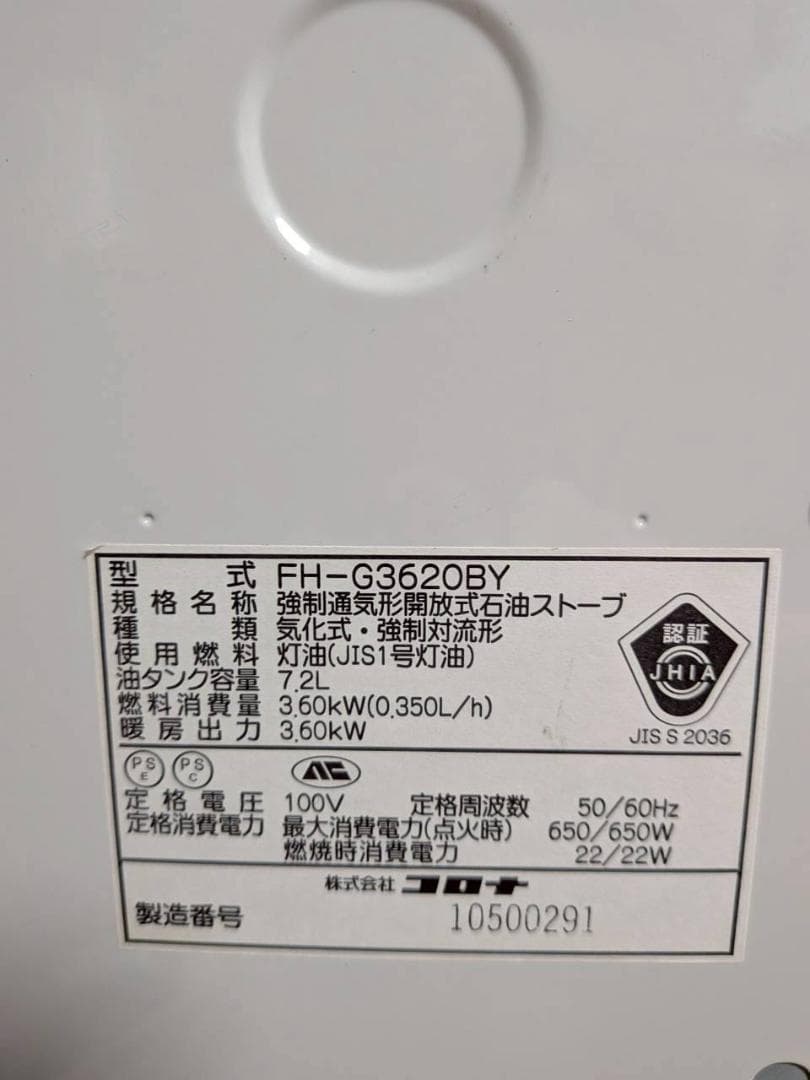 型式 FH-G3620BY
規格名称 強制通気形開放式石油ストーブ
種類 気化式・強制対流形
使用燃料 灯油(JIS1号灯油)
油タンク容量 7.2L
燃料消費量 3.60kW(0.350L/h)
暖房出力 3.60kW
認証
JHIA
JIS S 2036
PS E PS C
定格電圧 100V 定格周波数 50/60Hz
定格消費電力 最大消費電力(点火時) 650/650W
燃焼時消費電力 22/22W
株式会社 コロナ
製造番号 10500291